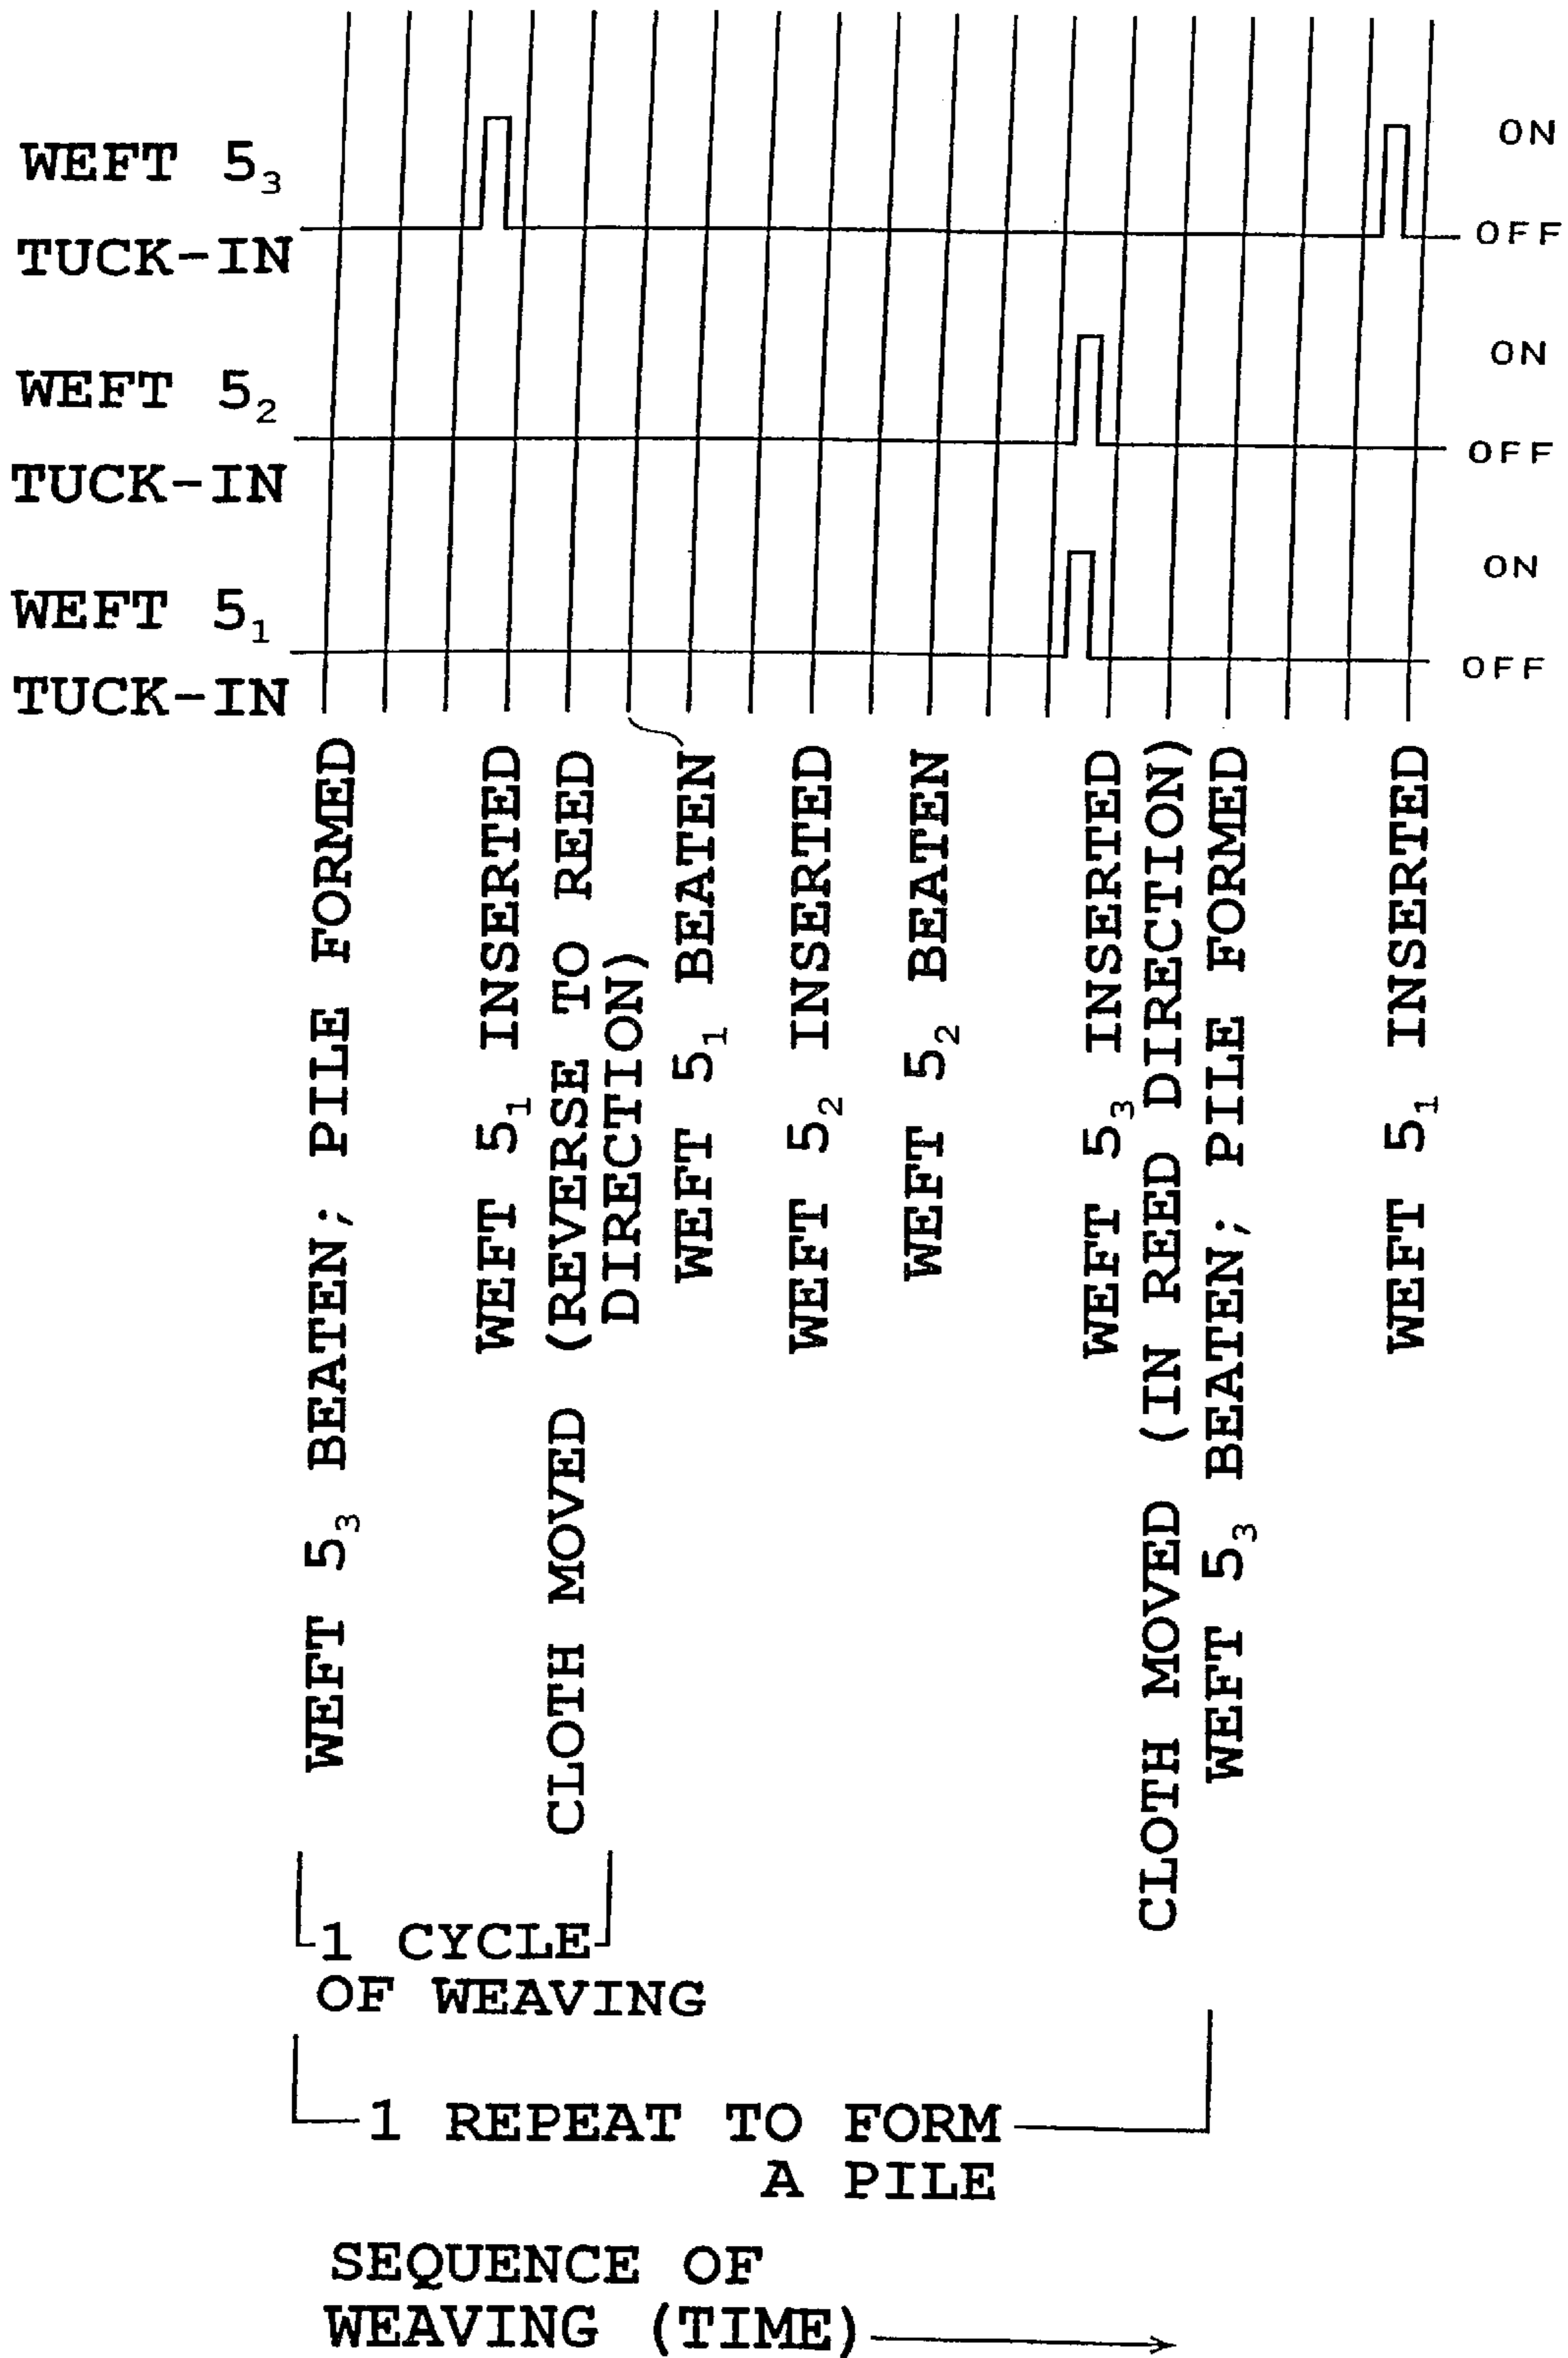 WEFT 5₃
TUCK-IN
ON
OFF
WEFT 5₂
TUCK-IN
ON
OFF
WEFT 5₁
TUCK-IN
ON
OFF
WEFT 5₃ BEATEN; PILE FORMED
WEFT 5₁ INSERTED
CLOTH MOVED (REVERSE TO REED
DIRECTION)
WEFT 5₁ BEATEN
WEFT 5₂ INSERTED
WEFT 5₂ BEATEN
WEFT 5₃ INSERTED
CLOTH MOVED (IN REED DIRECTION)
WEFT 5₃ BEATEN; PILE FORMED
WEFT 5₁ INSERTED
1 CYCLE
OF WEAVING
1 REPEAT TO FORM
A PILE
SEQUENCE OF
WEAVING (TIME)